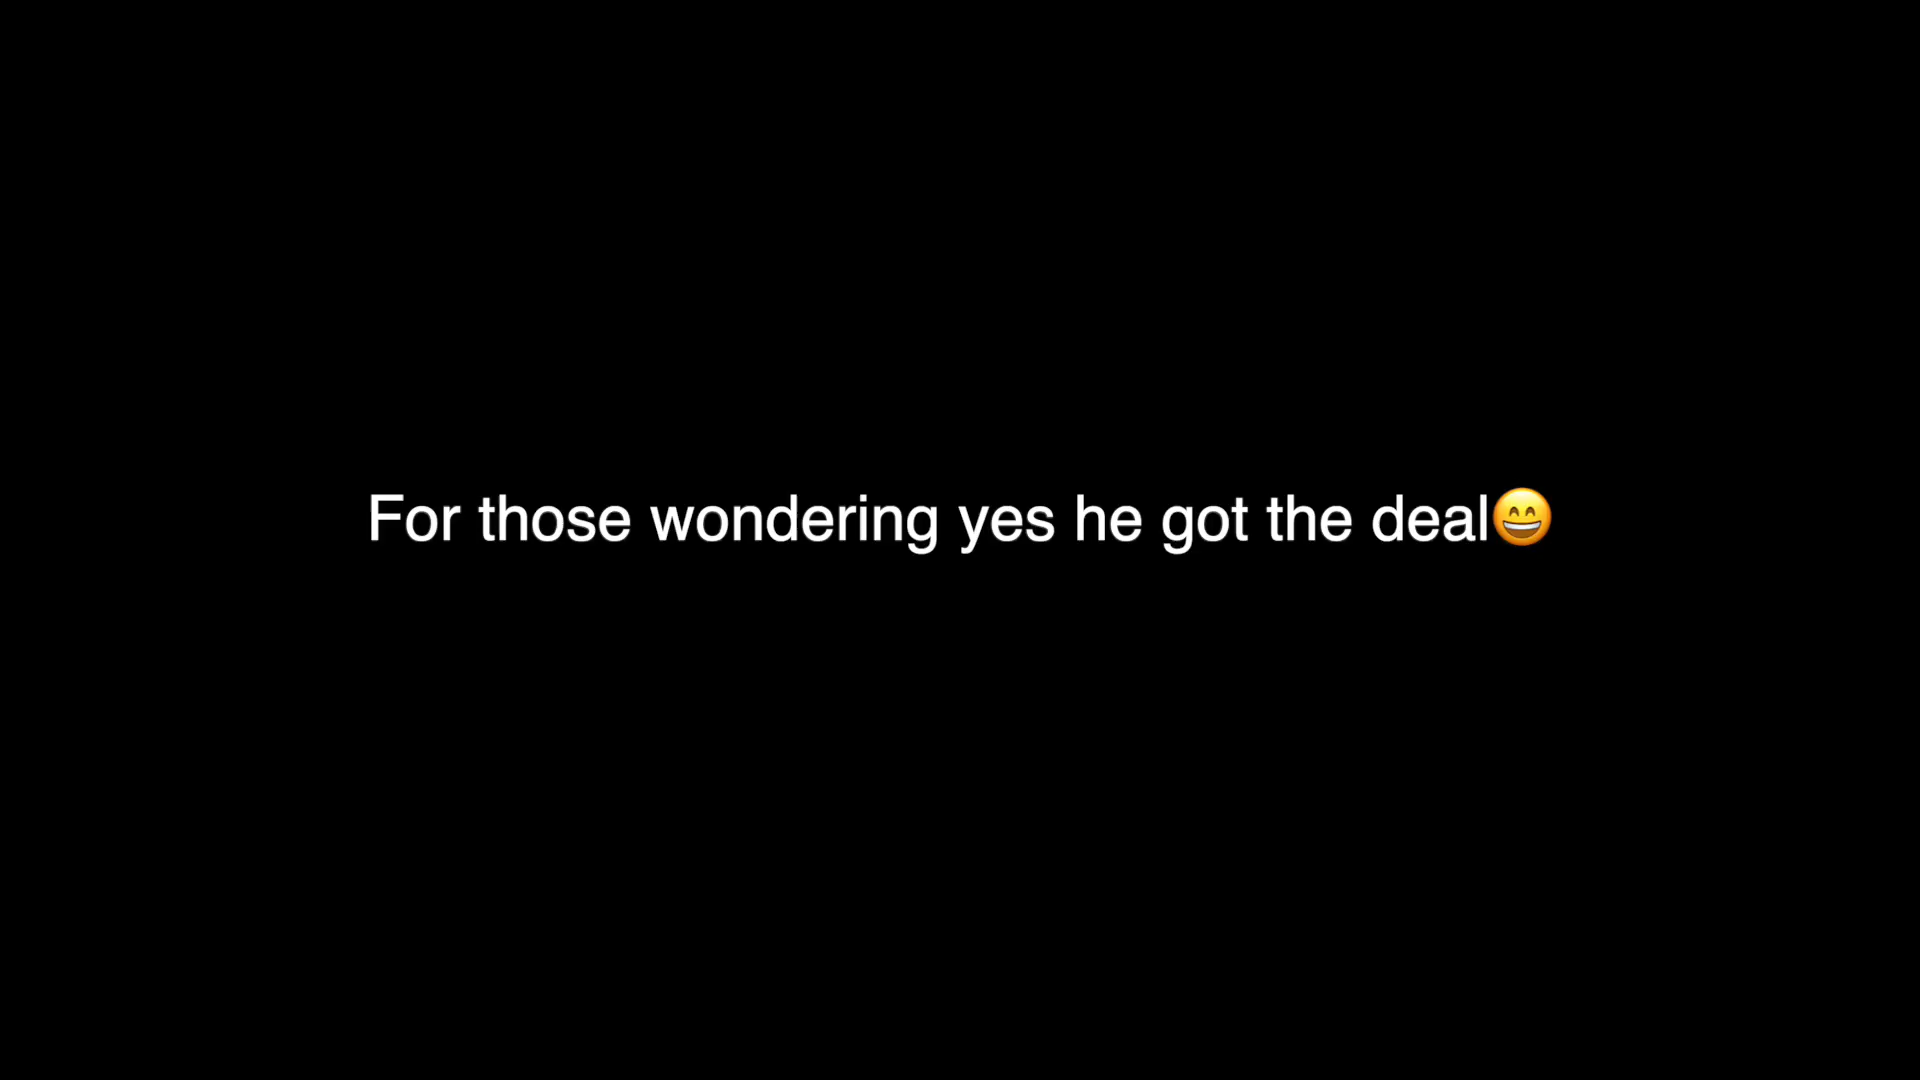 For those wondering yes he got the deal😄